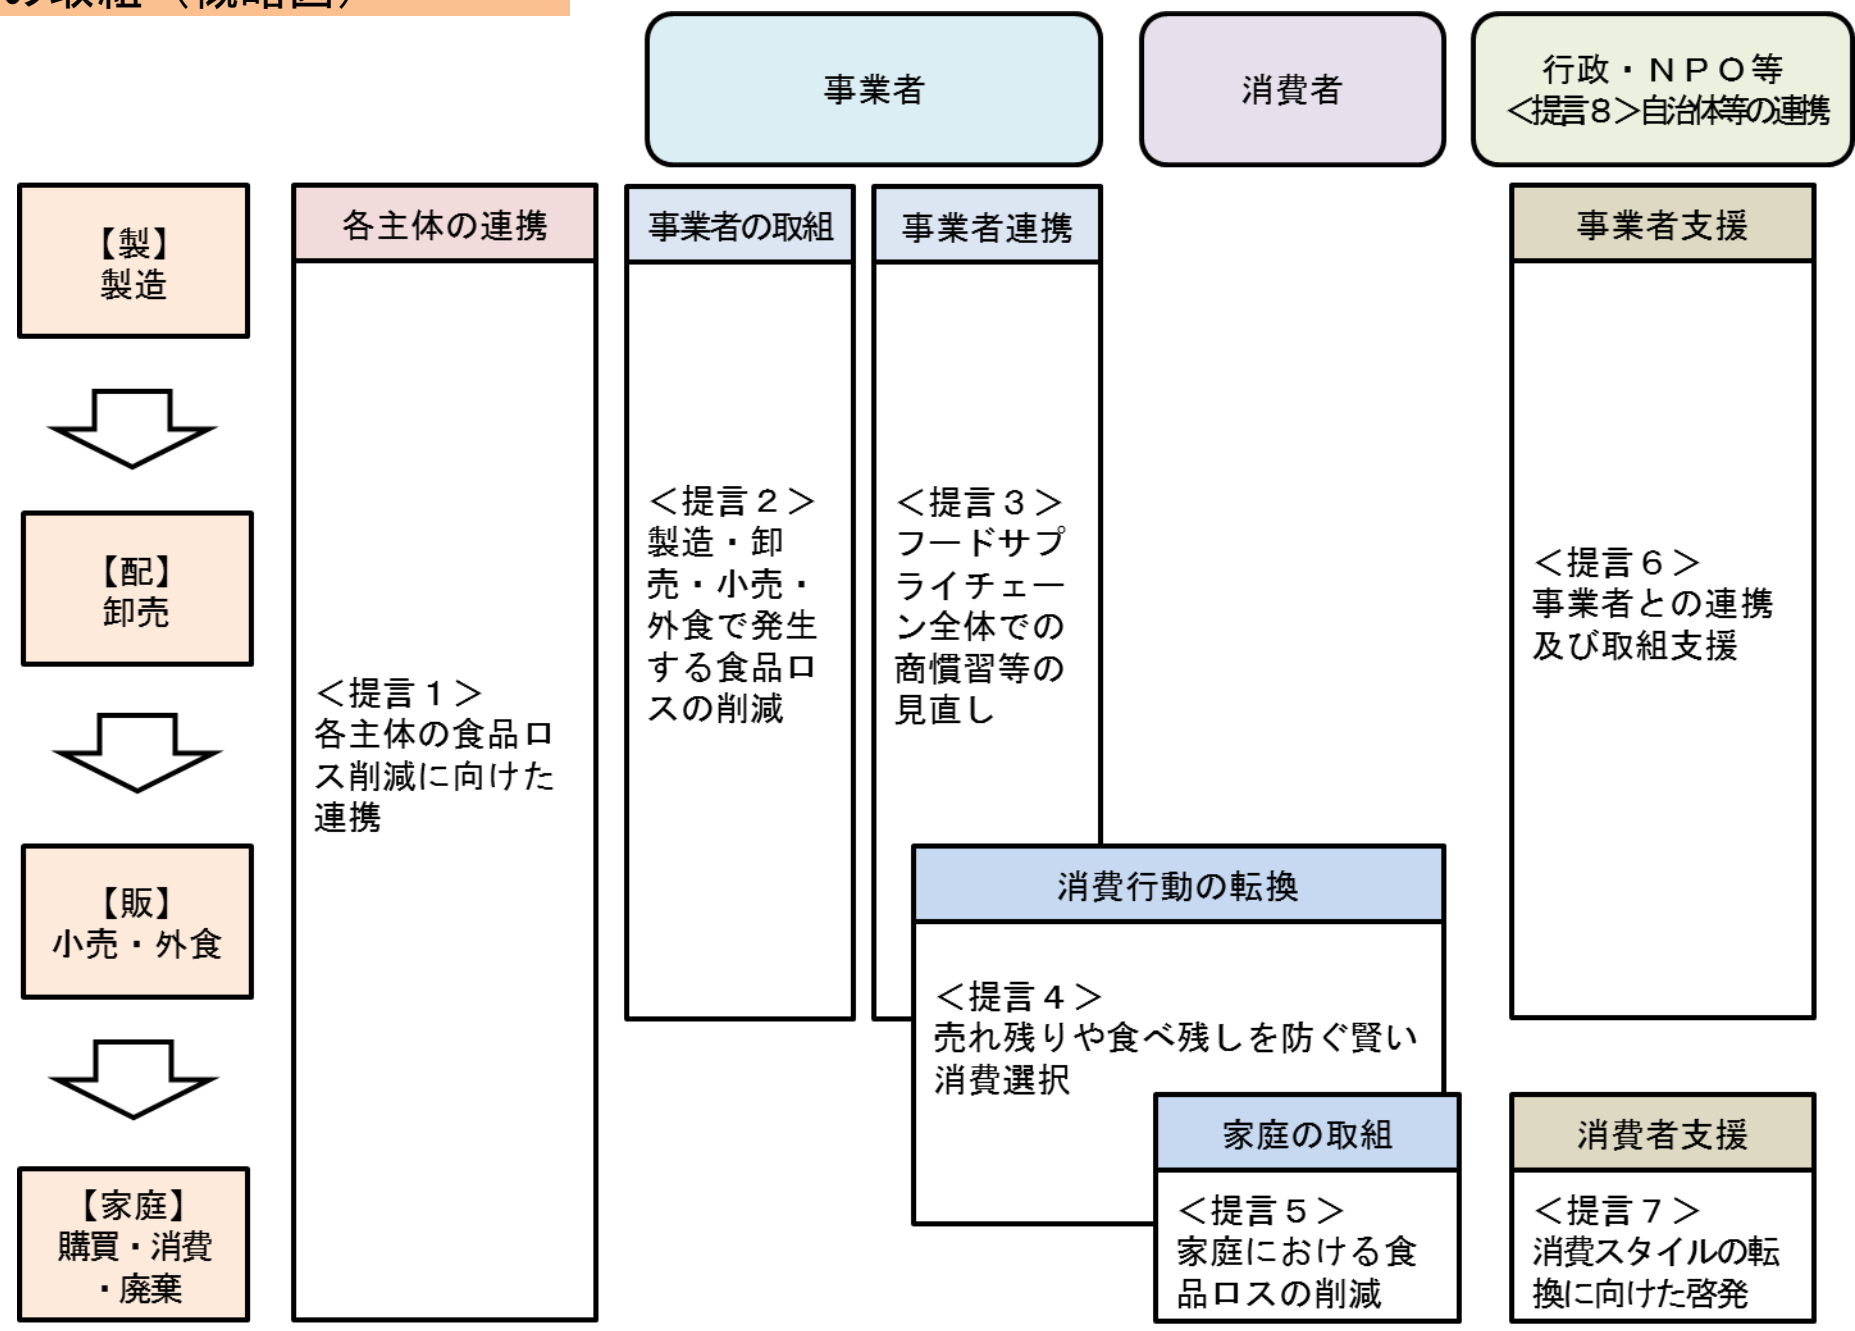 の取組（概略図）
事業者
消費者
行政・ＮＰＯ等
＜提言８＞自治体等の連携
【製】
製造
【配】
卸売
【販】
小売・外食
【家庭】
購買・消費
・廃棄
各主体の連携
＜提言１＞
各主体の食品ロ
ス削減に向けた
連携
事業者の取組
＜提言２＞
製造・卸
売・小売・
外食で発生
する食品ロ
スの削減
事業者連携
＜提言３＞
フードサプ
ライチェー
ン全体での
商慣習等の
見直し
消費行動の転換
＜提言４＞
売れ残りや食べ残しを防ぐ賢い
消費選択
家庭の取組
＜提言５＞
家庭における食
品ロスの削減
事業者支援
＜提言６＞
事業者との連携
及び取組支援
消費者支援
＜提言７＞
消費スタイルの転
換に向けた啓発